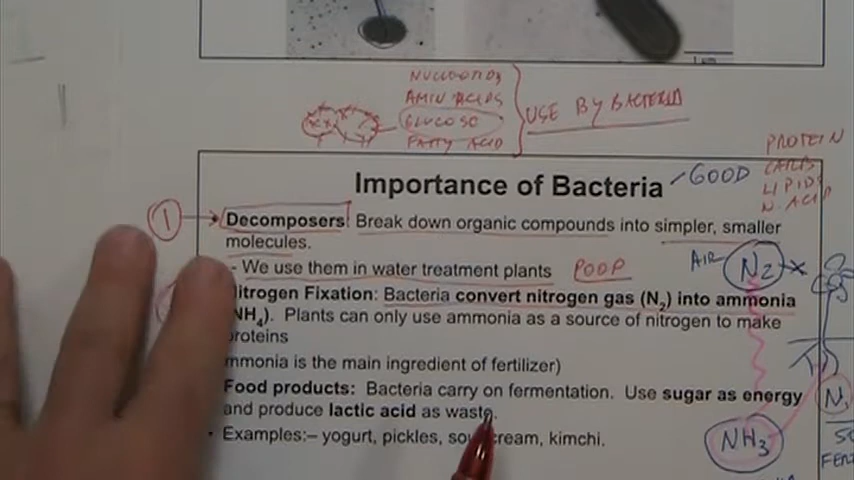 1 µm
NUCLEOTIDS
AMINO ACIDS
GLUCOSE
FATTY ACID
USE BY BACTERIA
PROTEIN
CARBS
LIPIDS
N. ACID
Importance of Bacteria
GOOD
1
Decomposers: Break down organic compounds into simpler, smaller
molecules.
- We use them in water treatment plants
POOP
AIR
N2
itrogen Fixation: Bacteria convert nitrogen gas (N2) into ammonia
NH4). Plants can only use ammonia as a source of nitrogen to make
proteins
mmonia is the main ingredient of fertilizer)
Food products: Bacteria carry on fermentation. Use sugar as energy
and produce lactic acid as waste.
• Examples:– yogurt, pickles, sour cream, kimchi.
NH3